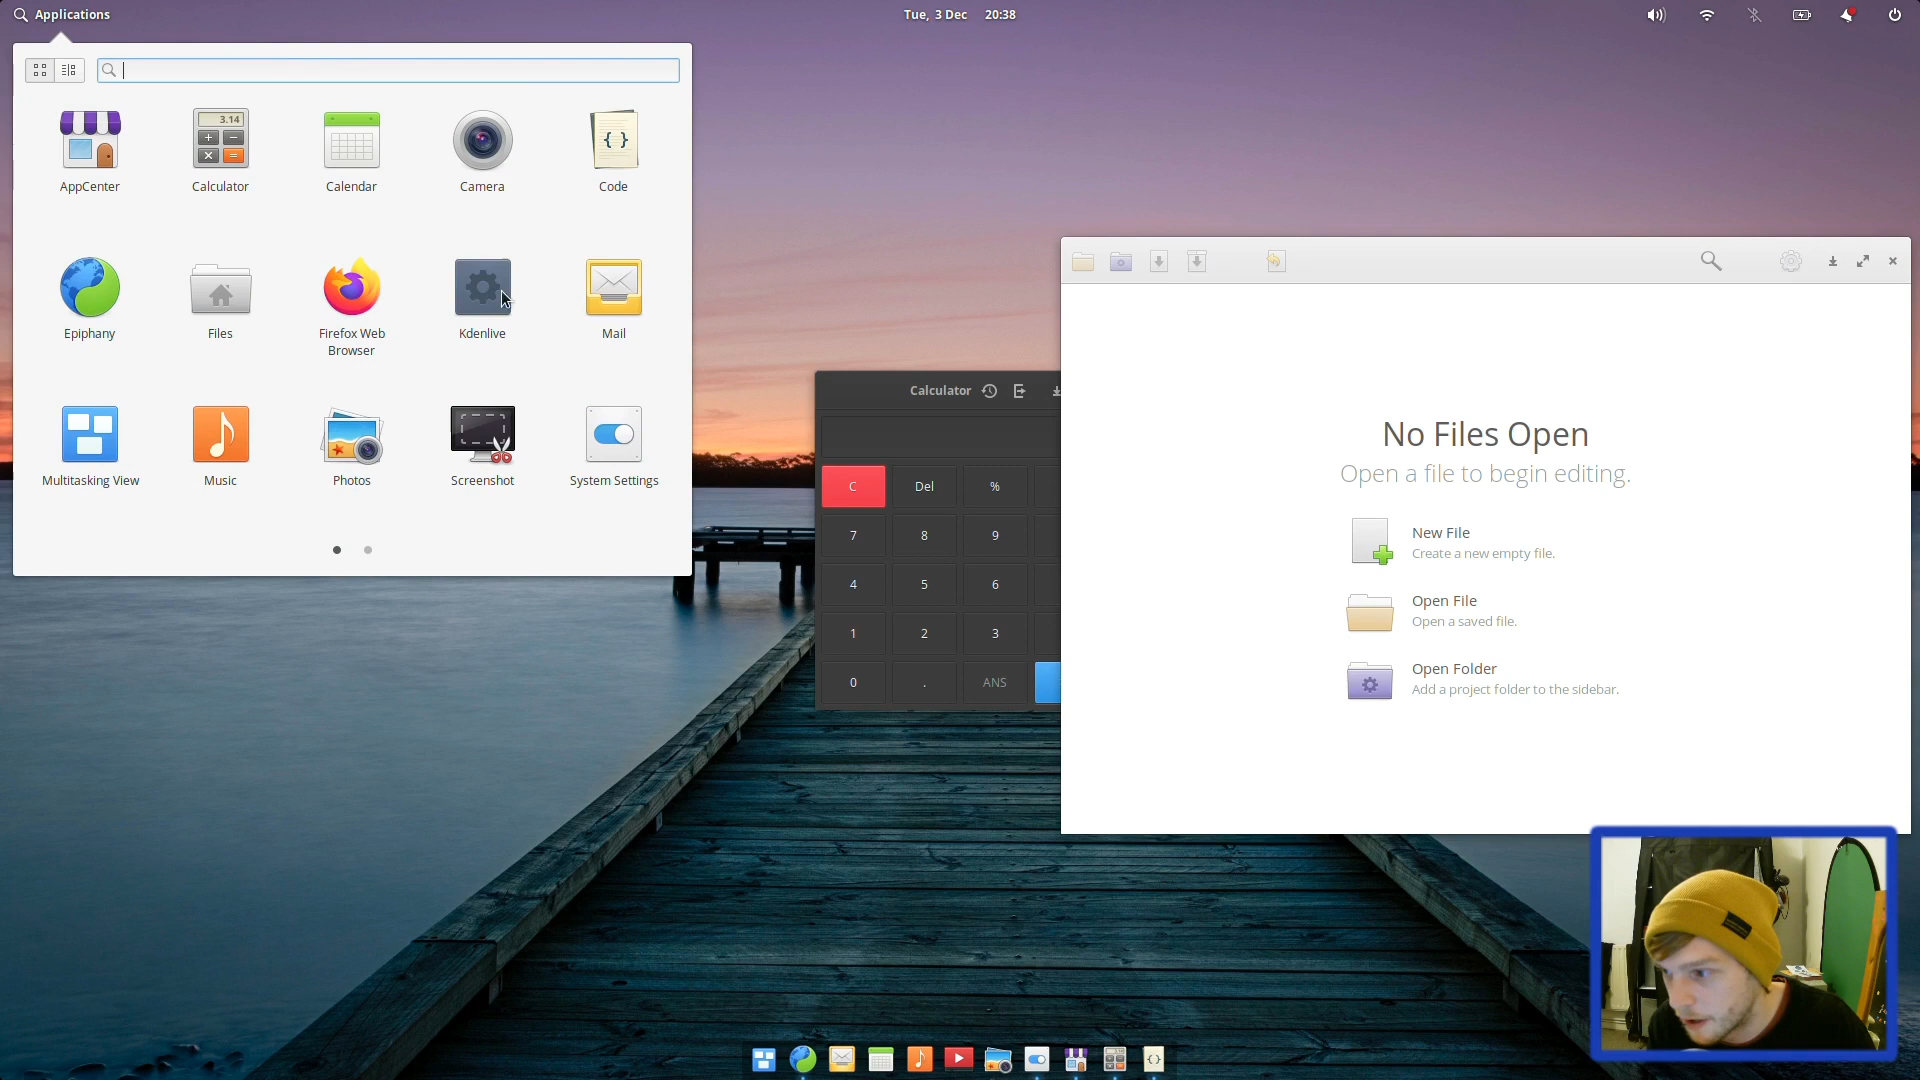 Applications
Tue, 3 Dec 20:38
3.14
AppCenter
Calculator
Calendar
Camera
Code
Epiphany
Files
Firefox Web
Browser
Kdenlive
Mail
Multitasking View
Music
Photos
Screenshot
System Settings
Calculator
C
Del
%
7
8
9
4
5
6
1
2
3
0
.
ANS
No Files Open
Open a file to begin editing.
New File
Create a new empty file.
Open File
Open a saved file.
Open Folder
Add a project folder to the sidebar.